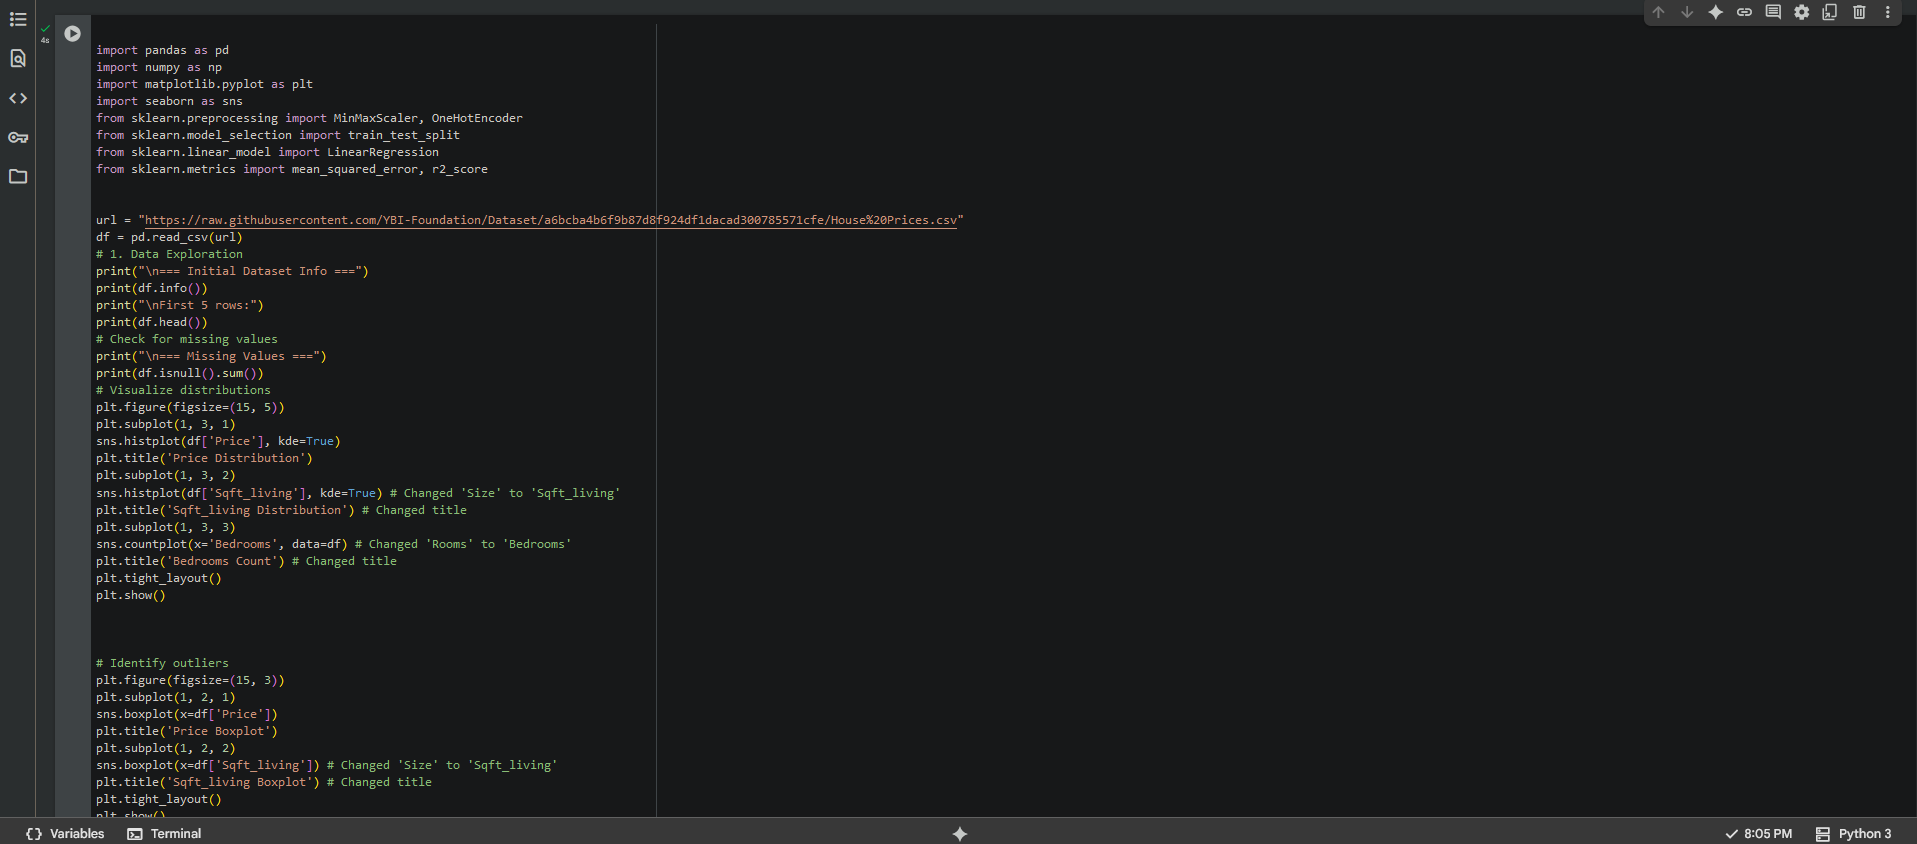 4s
import pandas as pd
import numpy as np
import matplotlib.pyplot as plt
import seaborn as sns
from sklearn.preprocessing import MinMaxScaler, OneHotEncoder
from sklearn.model_selection import train_test_split
from sklearn.linear_model import LinearRegression
from sklearn.metrics import mean_squared_error, r2_score
url = "https://raw.githubusercontent.com/YBI-Foundation/Dataset/a6bcba4b6f9b87d8f924df1dacad300785571cfe/House%20Prices.csv"
df = pd.read_csv(url)
# 1. Data Exploration
print("\n=== Initial Dataset Info ===")
print(df.info())
print("\nFirst 5 rows:")
print(df.head())
# Check for missing values
print("\n=== Missing Values ===")
print(df.isnull().sum())
# Visualize distributions
plt.figure(figsize=(15, 5))
plt.subplot(1, 3, 1)
sns.histplot(df['Price'], kde=True)
plt.title('Price Distribution')
plt.subplot(1, 3, 2)
sns.histplot(df['Sqft_living'], kde=True) # Changed 'Size' to 'Sqft_living'
plt.title('Sqft_living Distribution') # Changed title
plt.subplot(1, 3, 3)
sns.countplot(x='Bedrooms', data=df) # Changed 'Rooms' to 'Bedrooms'
plt.title('Bedrooms Count') # Changed title
plt.tight_layout()
plt.show()
# Identify outliers
plt.figure(figsize=(15, 3))
plt.subplot(1, 2, 1)
sns.boxplot(x=df['Price'])
plt.title('Price Boxplot')
plt.subplot(1, 2, 2)
sns.boxplot(x=df['Sqft_living']) # Changed 'Size' to 'Sqft_living'
plt.title('Sqft_living Boxplot') # Changed title
plt.tight_layout()
plt.show()
Variables Terminal 8:05 PM Python 3